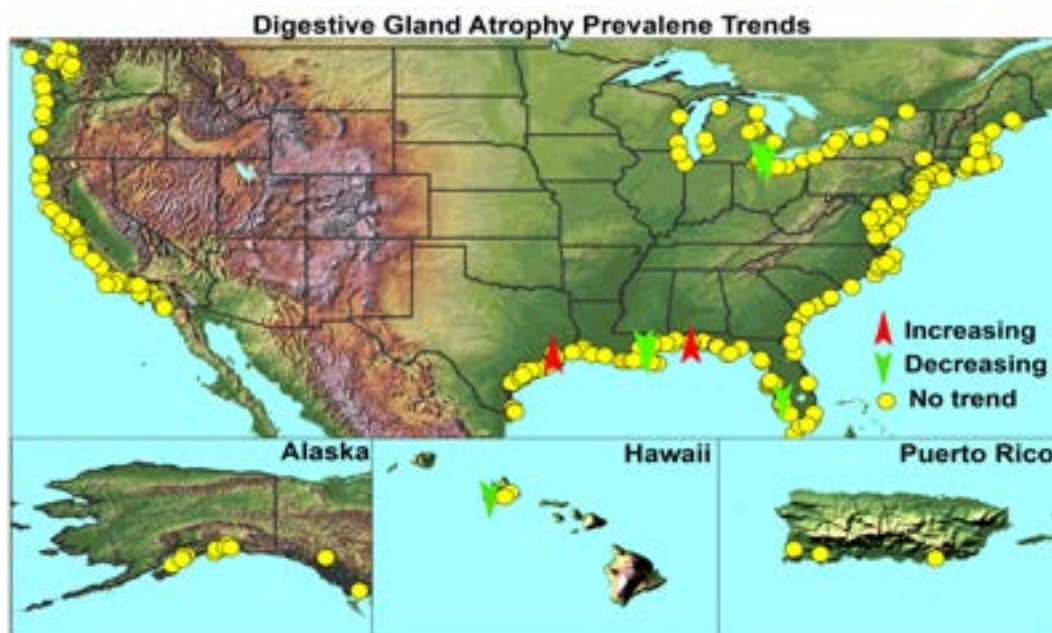 Digestive Gland Atrophy Prevalene Trends
Increasing
Decreasing
No trend
Alaska
Hawaii
Puerto Rico